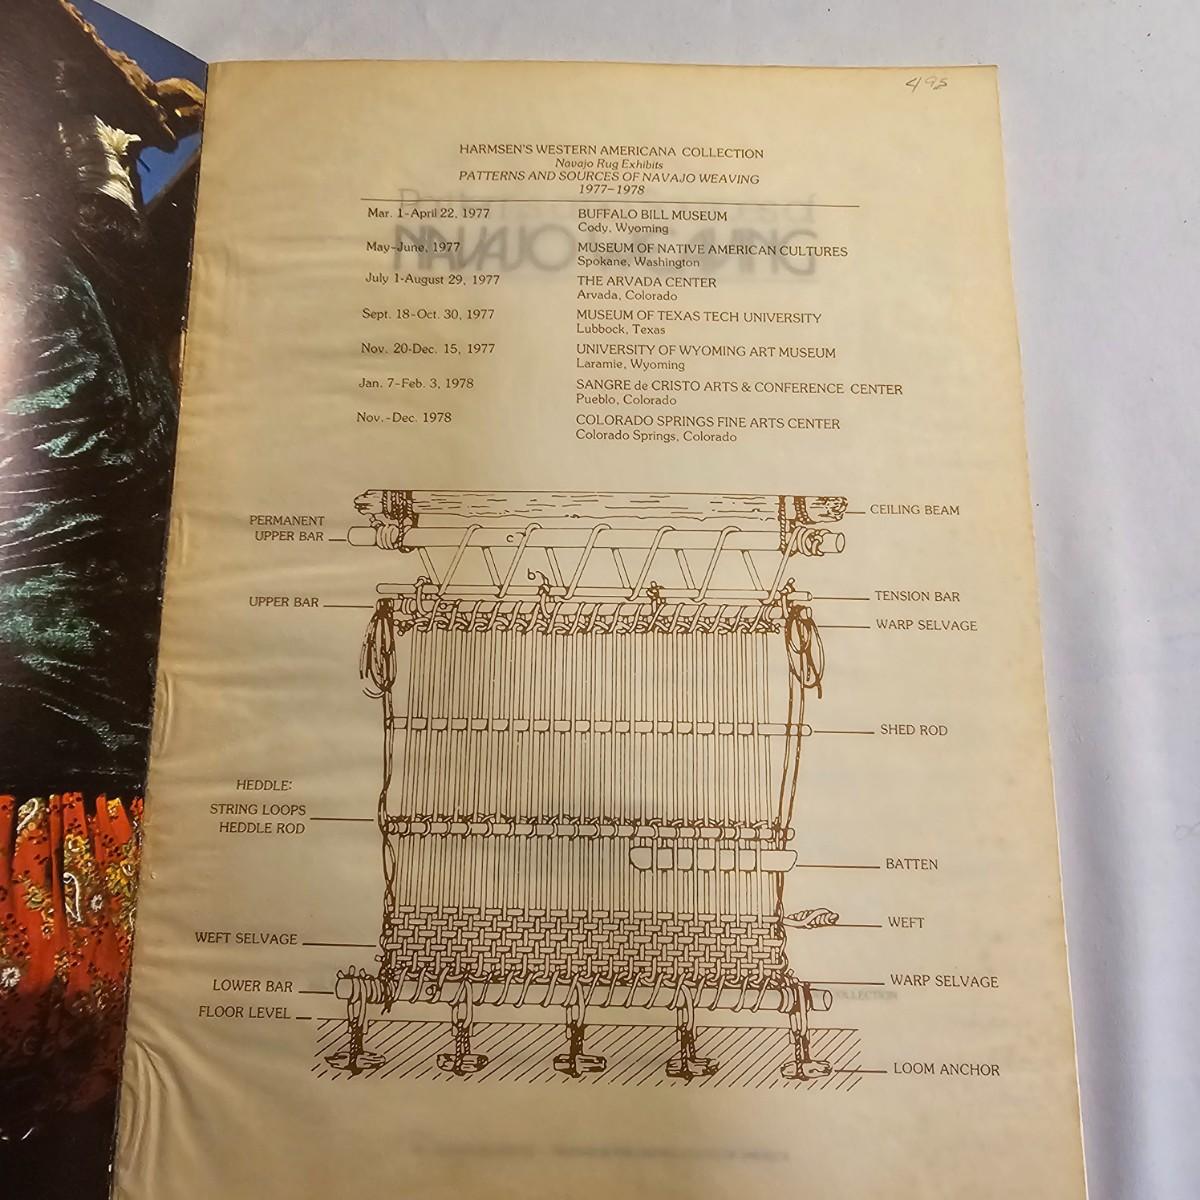 495
HARMSEN'S WESTERN AMERICANA COLLECTION
Navajo Rug Exhibits
PATTERNS AND SOURCES OF NAVAJO WEAVING
1977-1978
Mar. 1-April 22, 1977 BUFFALO BILL MUSEUM
Cody, Wyoming
May-June, 1977 MUSEUM OF NATIVE AMERICAN CULTURES
Spokane, Washington
July 1-August 29, 1977 THE ARVADA CENTER
Arvada, Colorado
Sept. 18-Oct. 30, 1977 MUSEUM OF TEXAS TECH UNIVERSITY
Lubbock, Texas
Nov. 20-Dec. 15, 1977 UNIVERSITY OF WYOMING ART MUSEUM
Laramie, Wyoming
Jan. 7-Feb. 3, 1978 SANGRE de CRISTO ARTS & CONFERENCE CENTER
Pueblo, Colorado
Nov.-Dec. 1978 COLORADO SPRINGS FINE ARTS CENTER
Colorado Springs, Colorado
CEILING BEAM
PERMANENT
UPPER BAR
c
b
TENSION BAR
UPPER BAR
WARP SELVAGE
SHED ROD
HEDDLE:
STRING LOOPS
HEDDLE ROD
BATTEN
WEFT
WEFT SELVAGE
WARP SELVAGE
LOWER BAR
FLOOR LEVEL
LOOM ANCHOR